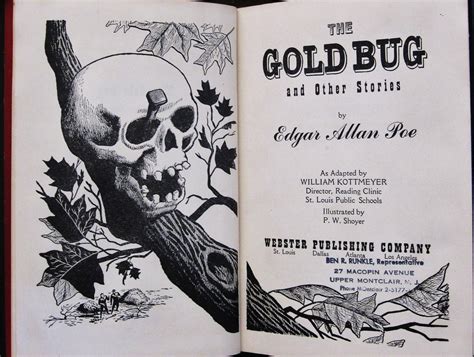 THE
GOLD BUG
and Other Stories
by
Edgar Allan Poe
As Adapted by
WILLIAM KOTTMEYER
Director, Reading Clinic
St. Louis Public Schools
Illustrated by
P. W. Shoyer
WEBSTER PUBLISHING COMPANY
St. Louis Dallas Atlanta Los Angeles
BEN R. RUNKLE, Representative
27 MACOPIN AVENUE
UPPER MONTCLAIR, N. J.
Phone